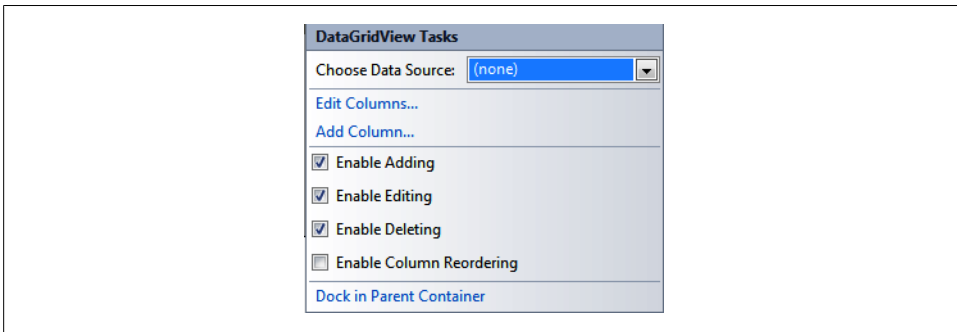 DataGridView Tasks
Choose Data Source: (none)
Edit Columns...
Add Column...
Enable Adding
Enable Editing
Enable Deleting
Enable Column Reordering
Dock in Parent Container